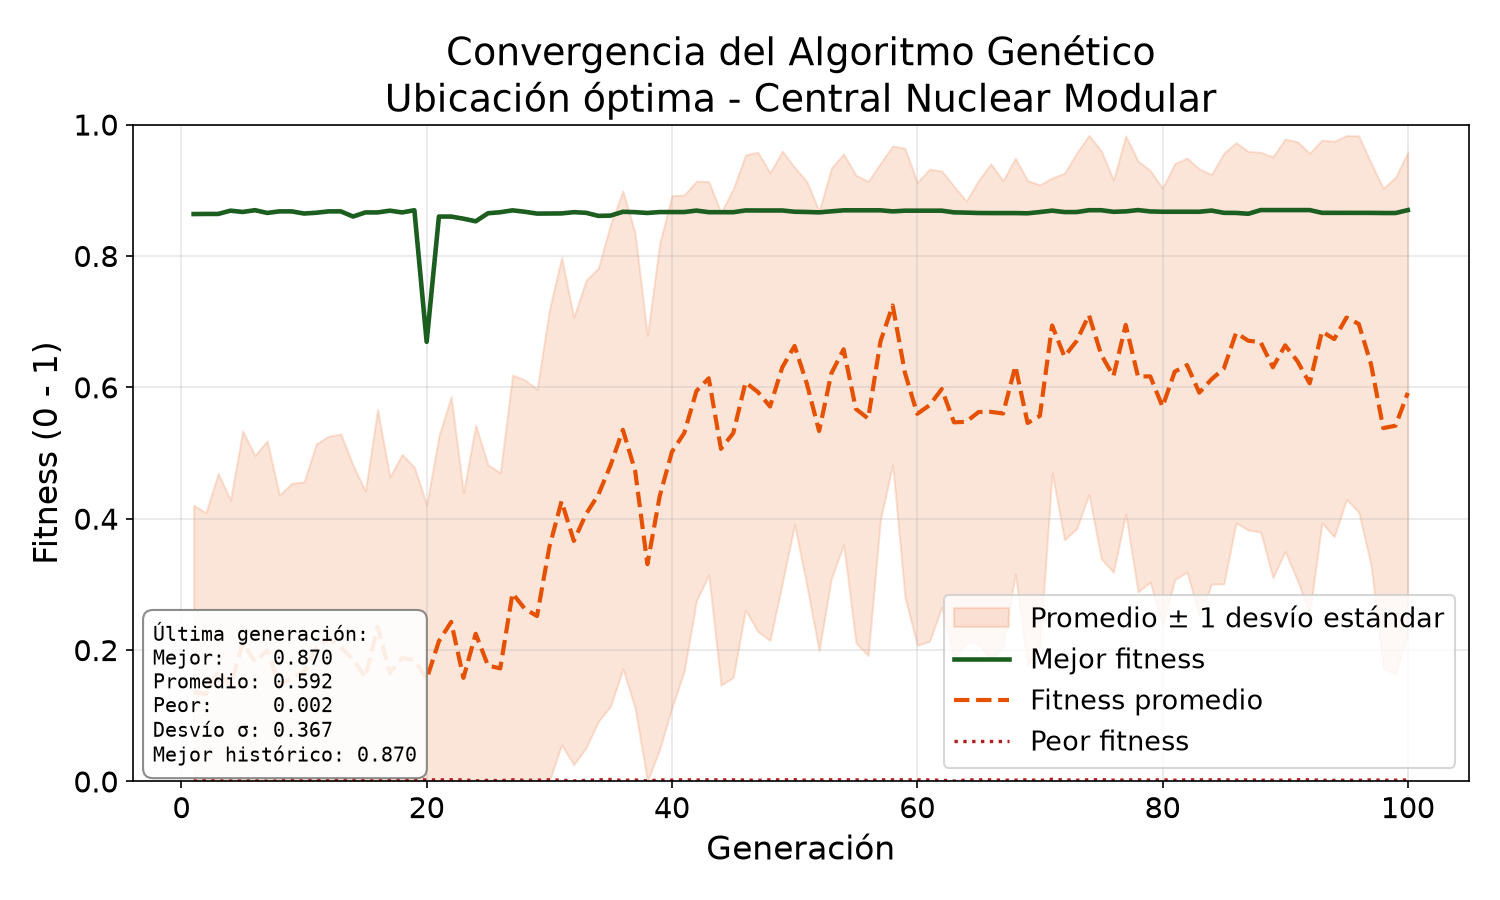 Convergencia del Algoritmo Genético
Ubicación óptima - Central Nuclear Modular
Fitness (0 - 1)
1.0
0.8
0.6
0.4
0.2
0.0
Última generación:
Mejor: 0.870
Promedio: 0.592
Peor: 0.002
Desvío σ: 0.367
Mejor histórico: 0.870
Promedio ± 1 desvío estándar
Mejor fitness
Fitness promedio
Peor fitness
0 20 40 60 80 100
Generación